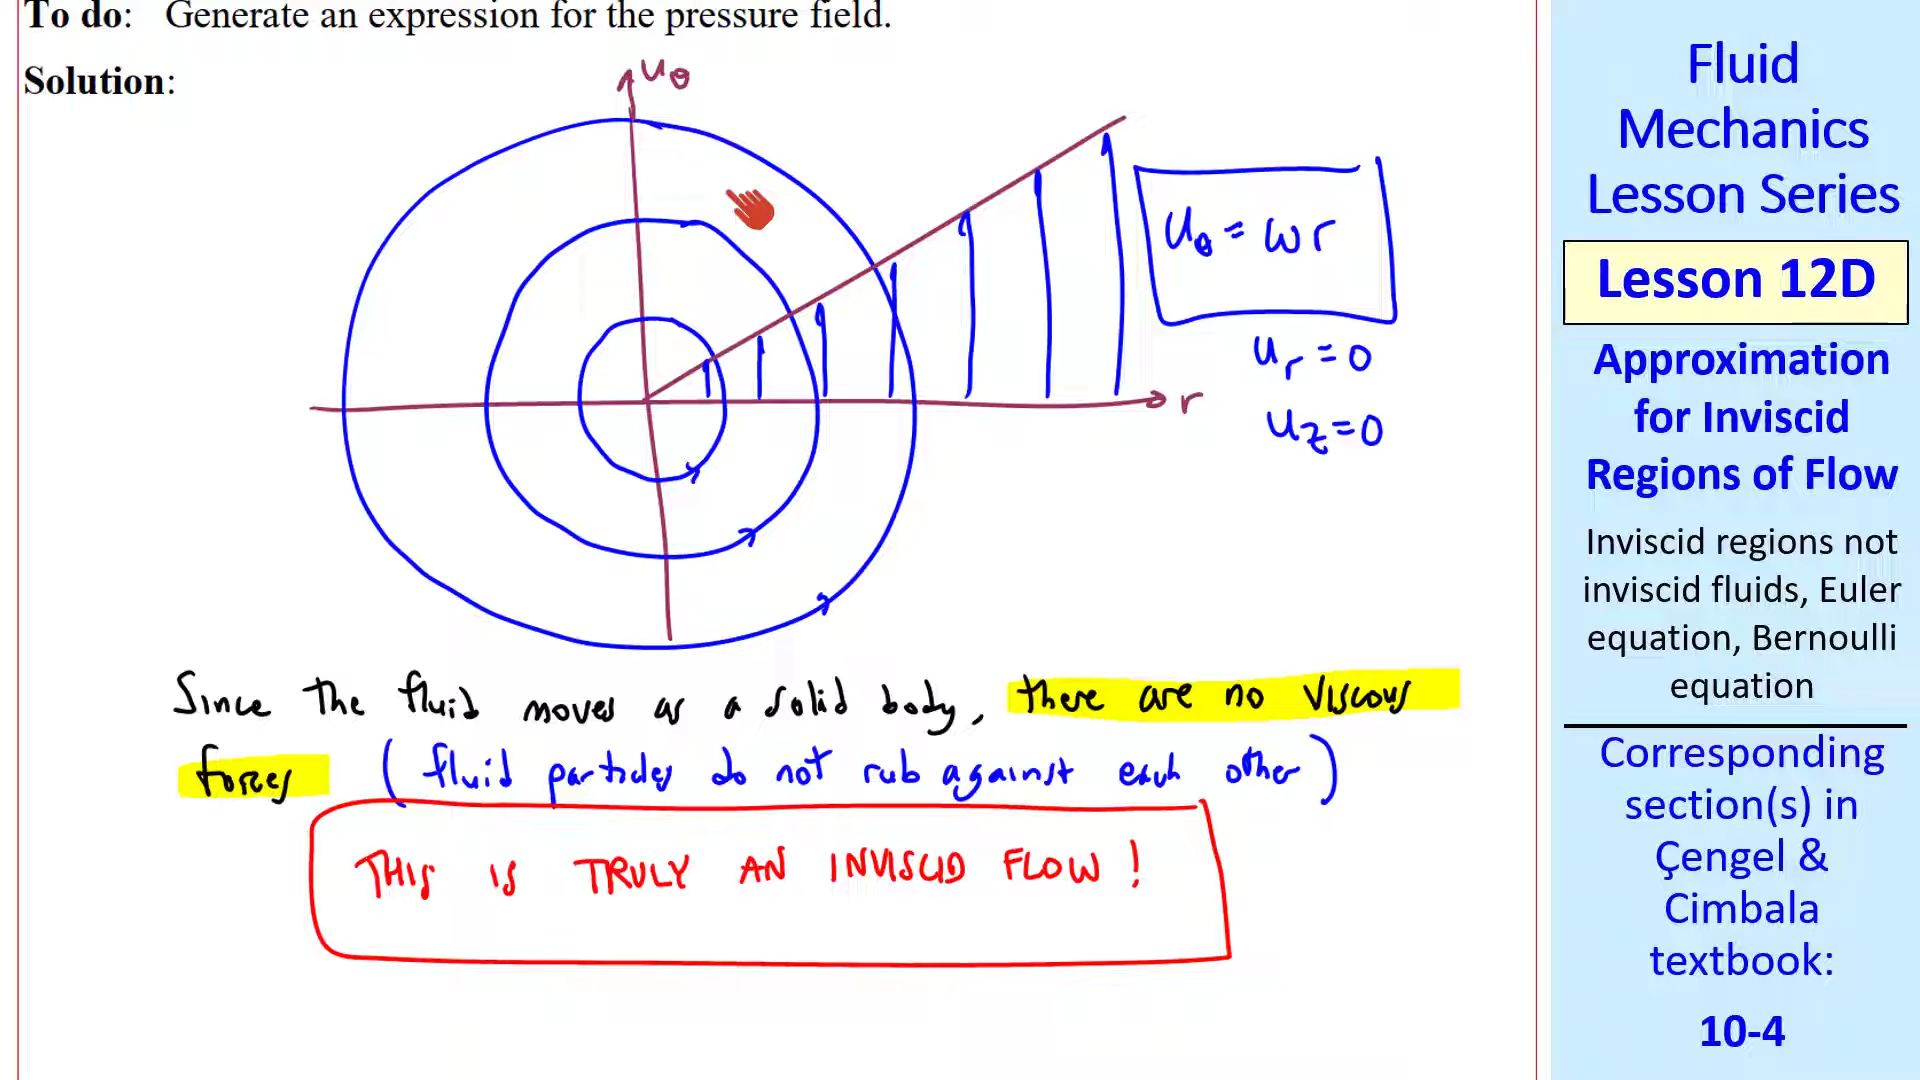 To do: Generate an expression for the pressure field.
Solution:
uθ
uθ = ωr
ur = 0
uz = 0
r
Since the fluid moves as a solid body, there are no viscous
forces (fluid particles do not rub against each other)
THIS IS TRULY AN INVISCID FLOW!
Fluid
Mechanics
Lesson Series
Lesson 12D
Approximation
for Inviscid
Regions of Flow
Inviscid regions not
inviscid fluids, Euler
equation, Bernoulli
equation
Corresponding
section(s) in
Çengel &
Cimbala
textbook:
10-4